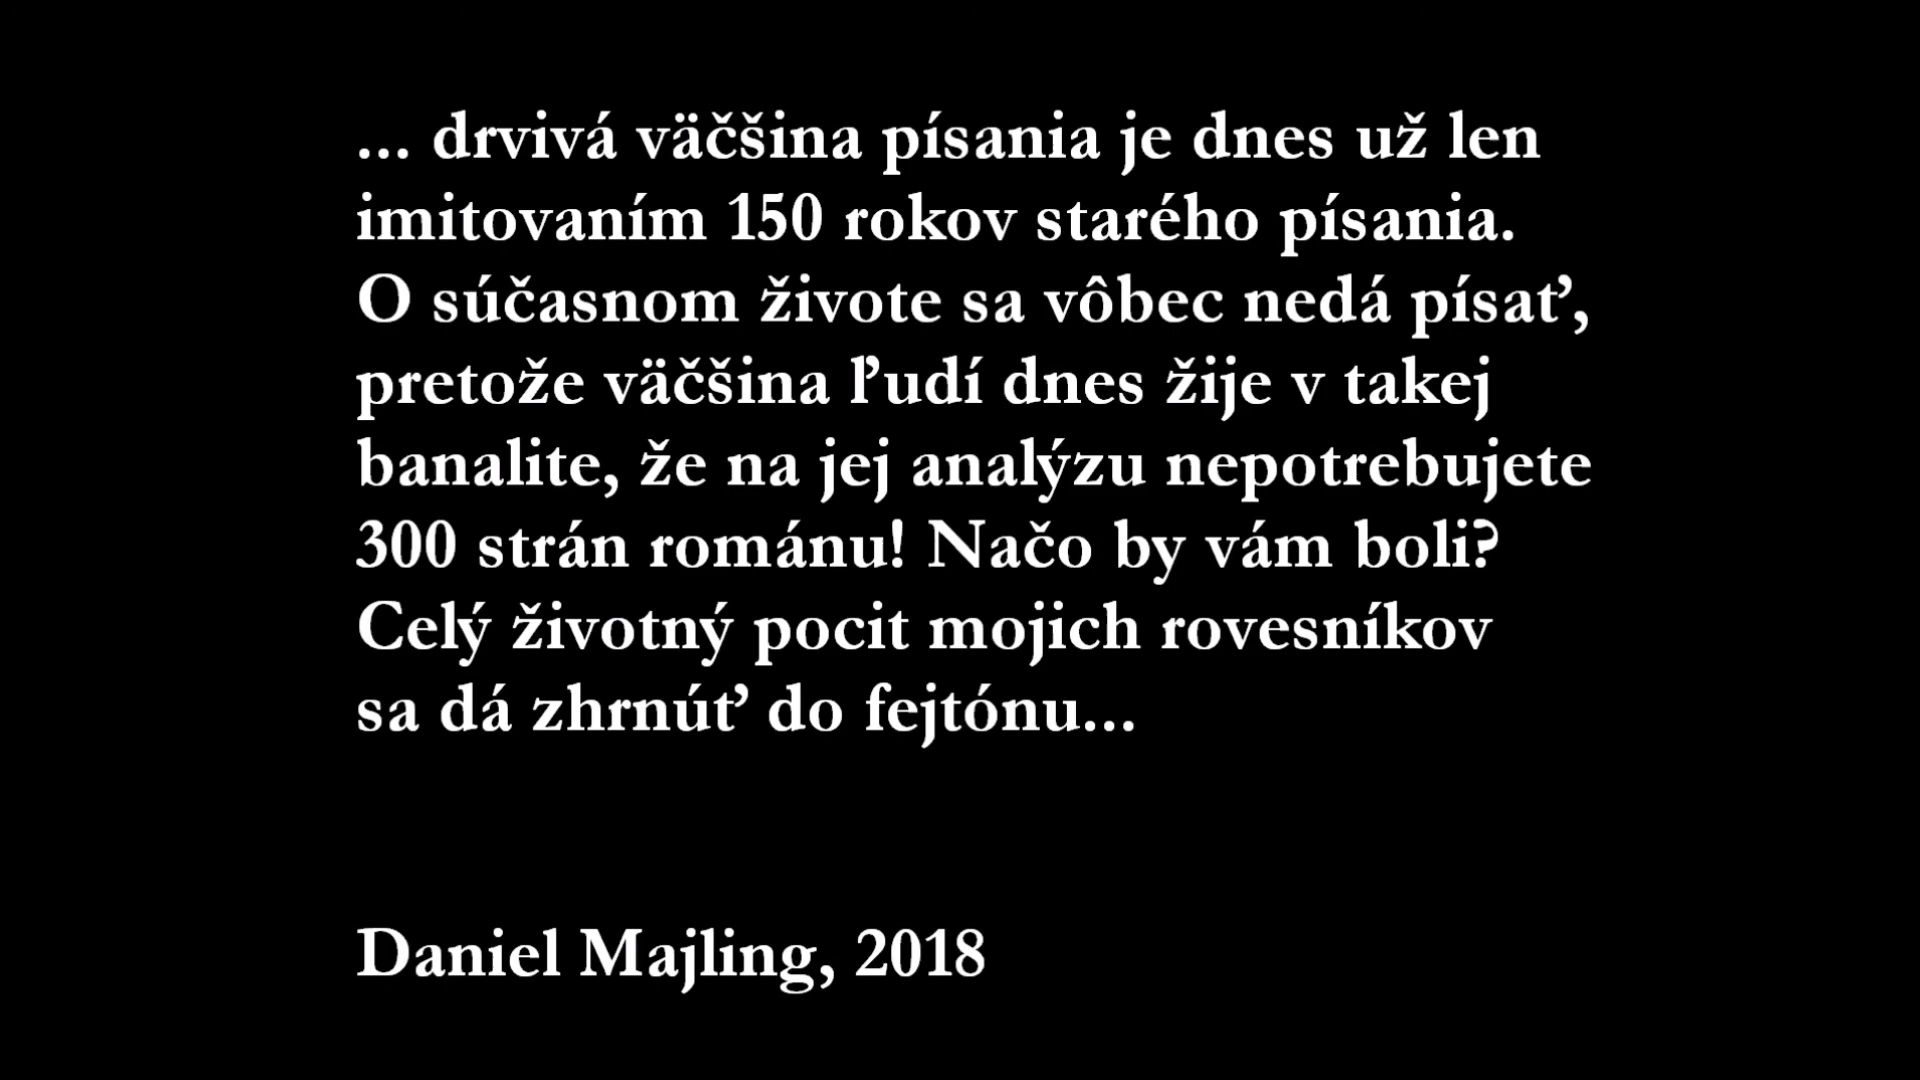 ... drvivá väčšina písania je dnes už len
imitovaním 150 rokov starého písania.
O súčasnom živote sa vôbec nedá písať,
pretože väčšina ľudí dnes žije v takej
banalite, že na jej analýzu nepotrebujete
300 strán románu! Načo by vám boli?
Celý životný pocit mojich rovesníkov
sa dá zhrnúť do fejtónu...
Daniel Majling, 2018